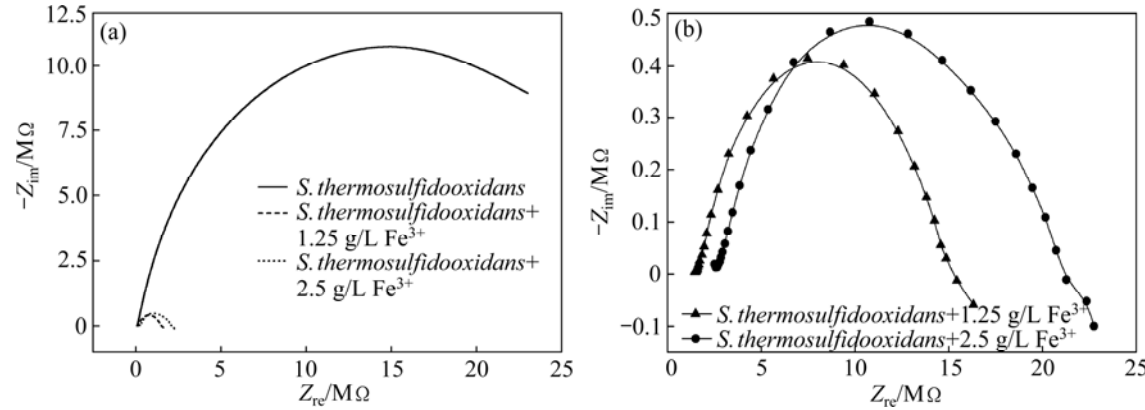 (a)
12.5
10.0
7.5
5.0
2.5
0
−Z_im/MΩ
S. thermosulfidooxidans
S. thermosulfidooxidans+
1.25 g/L Fe³⁺
S. thermosulfidooxidans+
2.5 g/L Fe³⁺
0 5 10 15 20 25
Z_re/MΩ
(b)
0.5
0.4
0.3
0.2
0.1
0
−0.1
−Z_im/MΩ
S. thermosulfidooxidans+1.25 g/L Fe³⁺
S. thermosulfidooxidans+2.5 g/L Fe³⁺
0 5 10 15 20 25
Z_re/MΩ